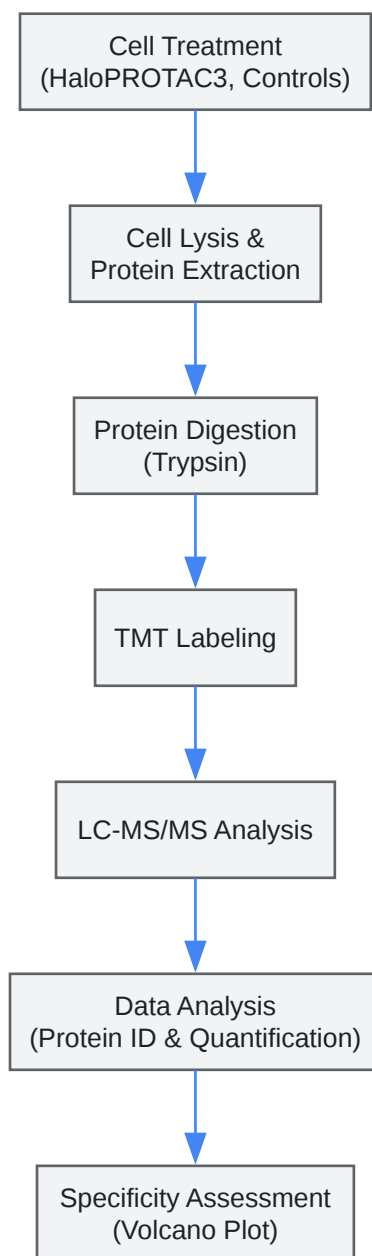 Cell Treatment
(HaloPROTAC3, Controls)
Cell Lysis &
Protein Extraction
Protein Digestion
(Trypsin)
TMT Labeling
LC-MS/MS Analysis
Data Analysis
(Protein ID & Quantification)
Specificity Assessment
(Volcano Plot)